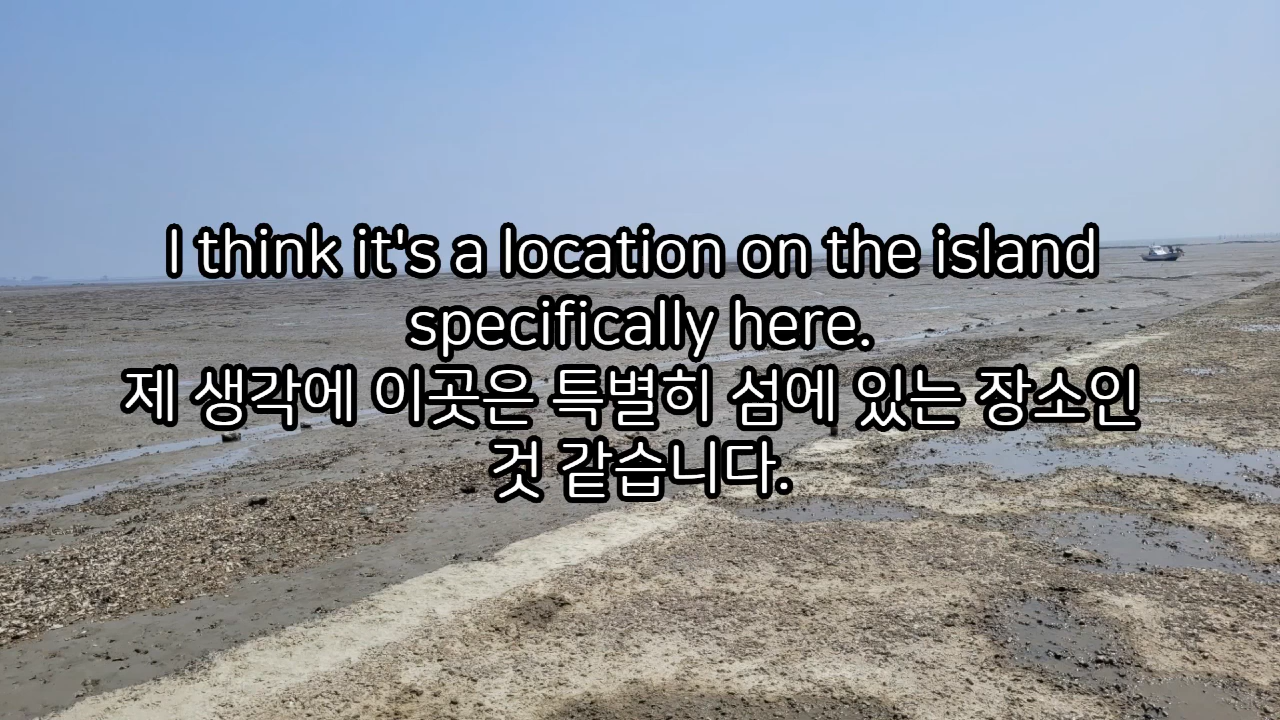 I think it's a location on the island
specifically here.
제 생각에 이곳은 특별히 섬에 있는 장소인
것 같습니다.